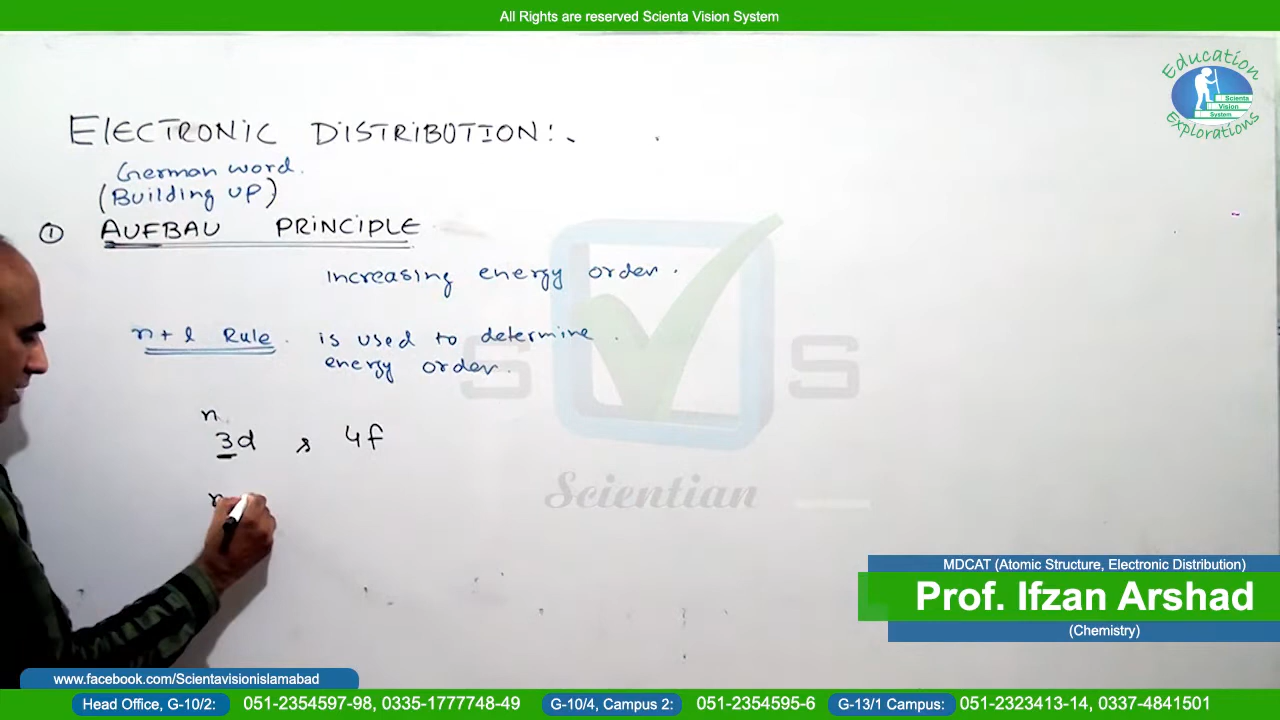 All Rights are reserved Scienta Vision System
Education
Scienta
Vision
System
Explorations
ELECTRONIC DISTRIBUTION:-
German word.
(Building up)
① AUFBAU PRINCIPLE
increasing energy order.
n+l Rule. is used to determine.
energy order.
n
3d , 4f
n
S S
Scientian
MDCAT (Atomic Structure, Electronic Distribution)
Prof. Ifzan Arshad
(Chemistry)
www.facebook.com/Scientavisionislamabad
Head Office, G-10/2: 051-2354597-98, 0335-1777748-49 G-10/4, Campus 2: 051-2354595-6 G-13/1 Campus: 051-2323413-14, 0337-4841501